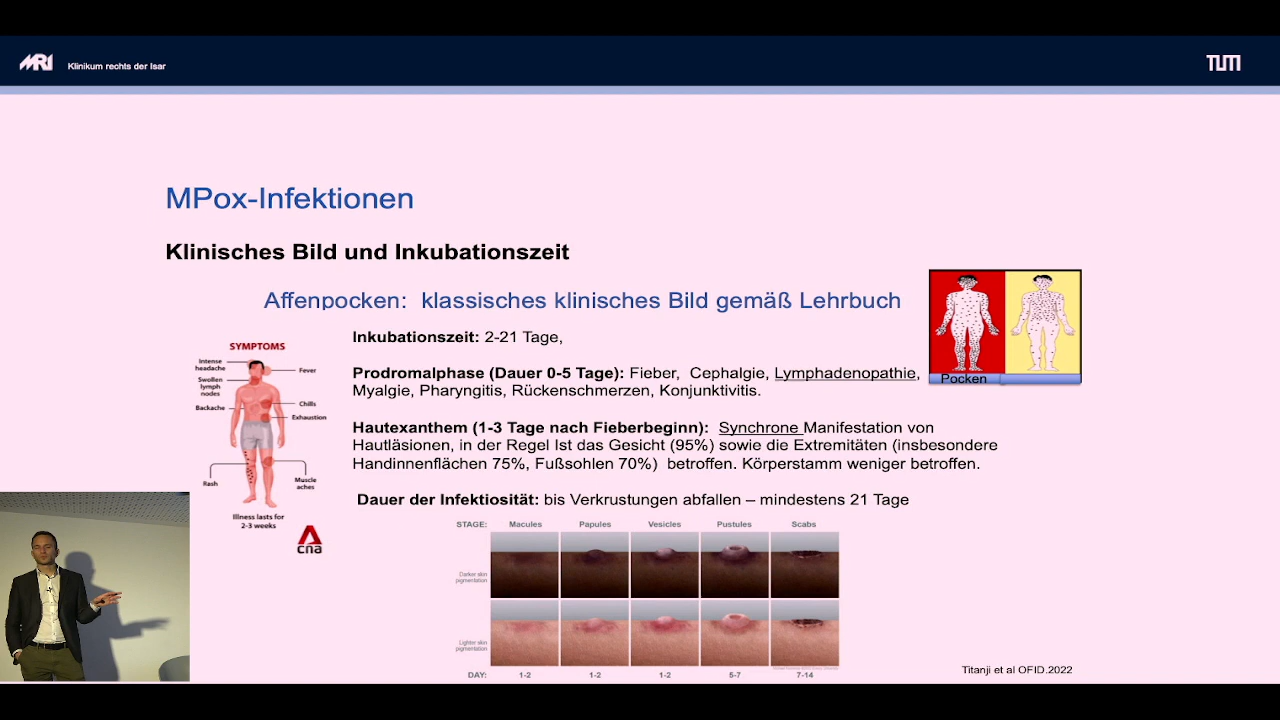 MRI Klinikum rechts der Isar TUM
MPox-Infektionen
Klinisches Bild und Inkubationszeit
Affenpocken: klassisches klinisches Bild gemäß Lehrbuch
Pocken
SYMPTOMS
Intense
headache
Swollen
lymph
nodes
Backache
Rash
Fever
Chills
Exhaustion
Muscle
aches
Illness lasts for
2-3 weeks
cna
Inkubationszeit: 2-21 Tage,
Prodromalphase (Dauer 0-5 Tage): Fieber, Cephalgie, Lymphadenopathie,
Myalgie, Pharyngitis, Rückenschmerzen, Konjunktivitis.
Hautexanthem (1-3 Tage nach Fieberbeginn): Synchrone Manifestation von
Hautläsionen, in der Regel Ist das Gesicht (95%) sowie die Extremitäten (insbesondere
Handinnenflächen 75%, Fußsohlen 70%) betroffen. Körperstamm weniger betroffen.
Dauer der Infektiosität: bis Verkrustungen abfallen – mindestens 21 Tage
STAGE: Macules Papules Vesicles Pustules Scabs
Darker skin
pigmentation
Lighter skin
pigmentation
DAY: 1-2 1-2 1-2 5-7 7-14
Titanji et al OFID.2022